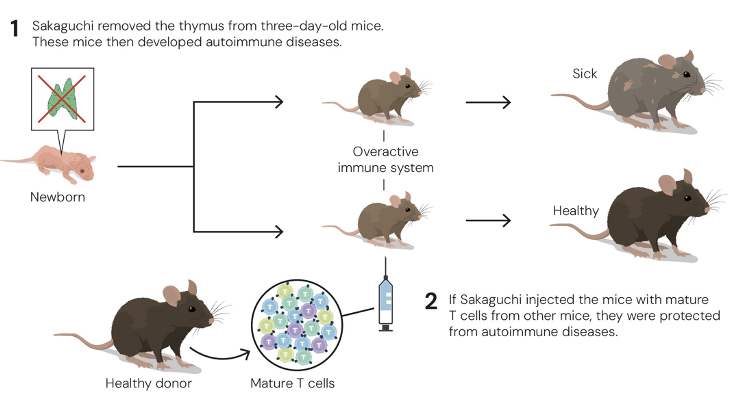 1 Sakaguchi removed the thymus from three-day-old mice.
These mice then developed autoimmune diseases.
Newborn
Overactive
immune system
Sick
Healthy
Healthy donor
T T T T T T T T T T T T T T T T T T
Mature T cells
2 If Sakaguchi injected the mice with mature
T cells from other mice, they were protected
from autoimmune diseases.